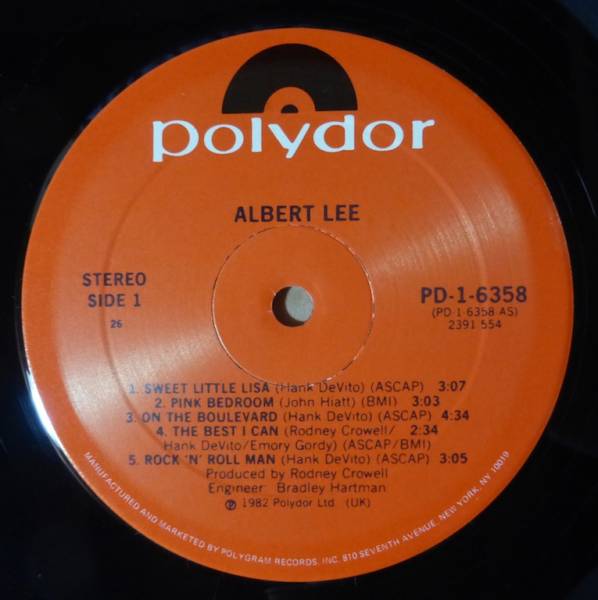 polydor
ALBERT LEE
STEREO
SIDE 1
26
PD-1-6358
(PD-1-6358 AS)
2391 554
1. SWEET LITTLE LISA (Hank DeVito) (ASCAP) 3:07
2. PINK BEDROOM (John Hiatt) (BMI) 3:03
3. ON THE BOULEVARD (Hank DeVito) (ASCAP) 4:34
4. THE BEST I CAN (Rodney Crowell/ 2:34
Hank DeVito/Emory Gordy) (ASCAP/BMI)
5. ROCK 'N' ROLL MAN (Hank DeVito) (ASCAP) 3:05
Produced by Rodney Crowell
Engineer: Bradley Hartman
℗ 1982 Polydor Ltd. (UK)
MANUFACTURED AND MARKETED BY POLYGRAM RECORDS, INC. 810 SEVENTH AVENUE, NEW YORK, NY 10019